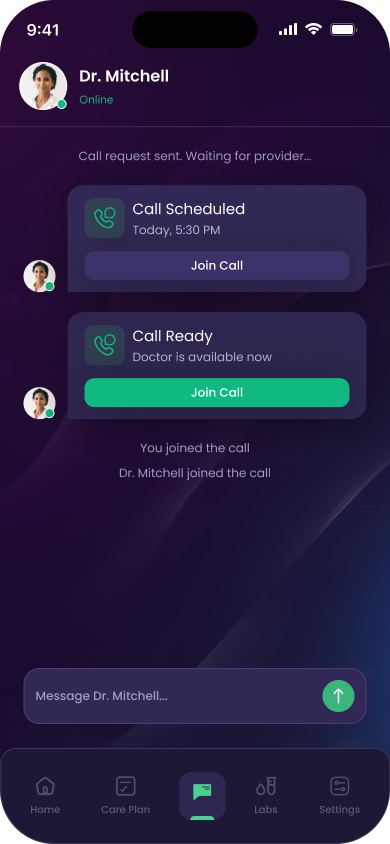 9:41
Dr. Mitchell
Online
Call request sent. Waiting for provider...
Call Scheduled
Today, 5:30 PM
Join Call
Call Ready
Doctor is available now
Join Call
You joined the call
Dr. Mitchell joined the call
Message Dr. Mitchell...
Home
Care Plan
Labs
Settings